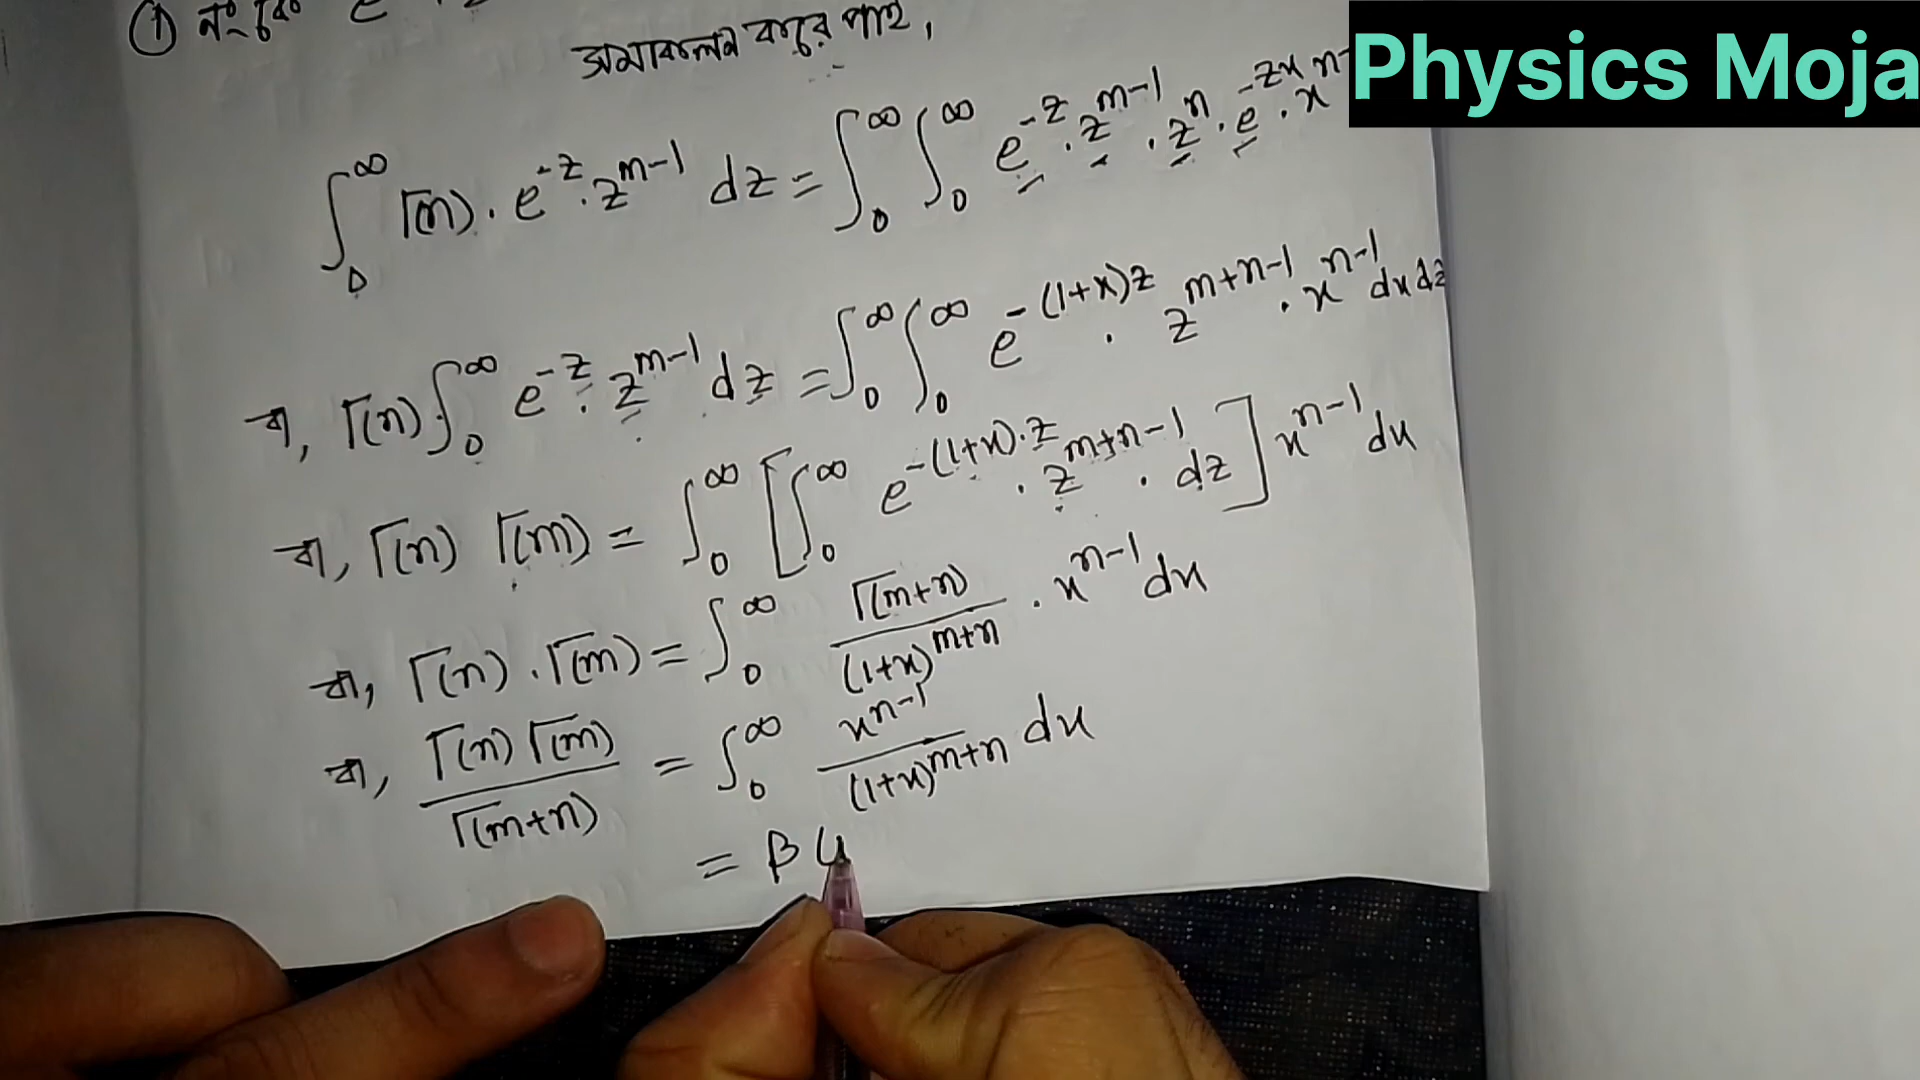 ① নং কে e
সমাকলন করে পাই,
Physics Moja
∫₀^∞ Γ(n). e^{-z}. z^{m-1} dz = ∫₀^∞ ∫₀^∞ e^{-z}. z^{m-1}. z^n. e^{-zx}. x^{n-
বা, Γ(n) ∫₀^∞ e^{-z}. z^{m-1} dz = ∫₀^∞ ∫₀^∞ e^{-(1+x)z} . z^{m+n-1} . x^{n-1} dx dz
বা, Γ(n) Γ(m) = ∫₀^∞ [∫₀^∞ e^{-(1+x).z} . z^{m+n-1} . dz] x^{n-1} dx
বা, Γ(n) . Γ(m) = ∫₀^∞ Γ(m+n)/(1+x)^{m+n} . x^{n-1} dx
বা, Γ(n) Γ(m)/Γ(m+n) = ∫₀^∞ x^{n-1}/(1+x)^{m+n} dx
= β